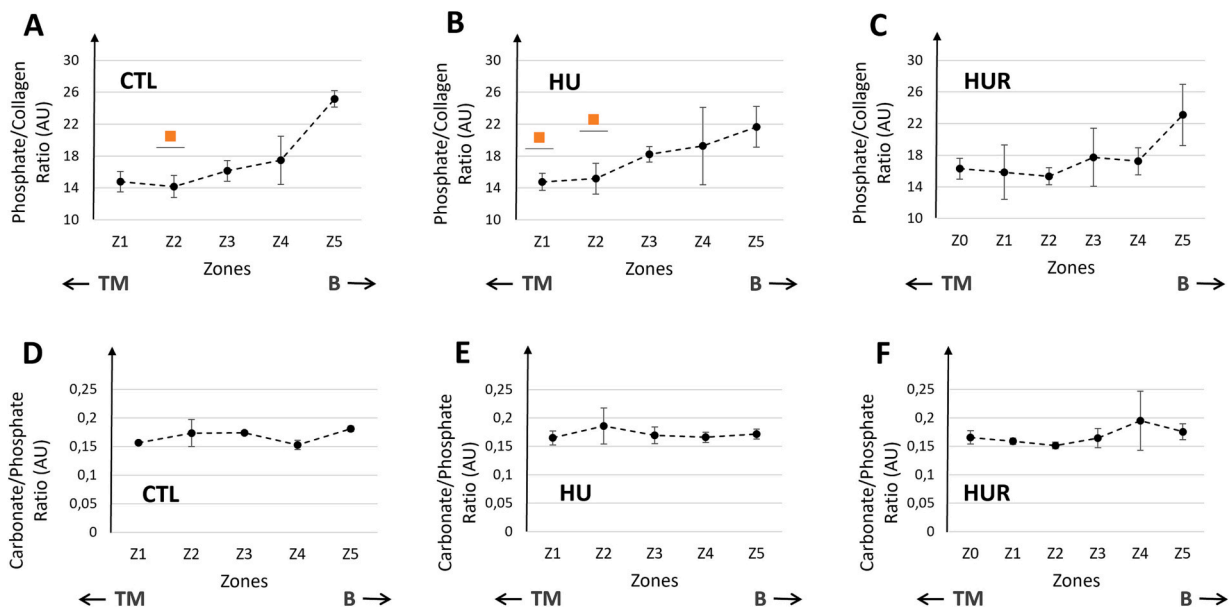 A
Phosphate/Collagen
Ratio (AU)
30
26
22
18
14
10
CTL
Z1 Z2 Z3 Z4 Z5
Zones
TM B
B
Phosphate/Collagen
Ratio (AU)
30
26
22
18
14
10
HU
Z1 Z2 Z3 Z4 Z5
Zones
TM B
C
Phosphate/Collagen
Ratio (AU)
30
26
22
18
14
10
HUR
Z0 Z1 Z2 Z3 Z4 Z5
Zones
TM B
D
Carbonate/Phosphate
Ratio (AU)
0,25
0,2
0,15
0,1
0,05
0
CTL
Z1 Z2 Z3 Z4 Z5
Zones
TM B
E
Carbonate/Phosphate
Ratio (AU)
0,25
0,2
0,15
0,1
0,05
0
HU
Z1 Z2 Z3 Z4 Z5
Zones
TM B
F
Carbonate/Phosphate
Ratio (AU)
0,25
0,2
0,15
0,1
0,05
0
HUR
Z0 Z1 Z2 Z3 Z4 Z5
Zones
TM B